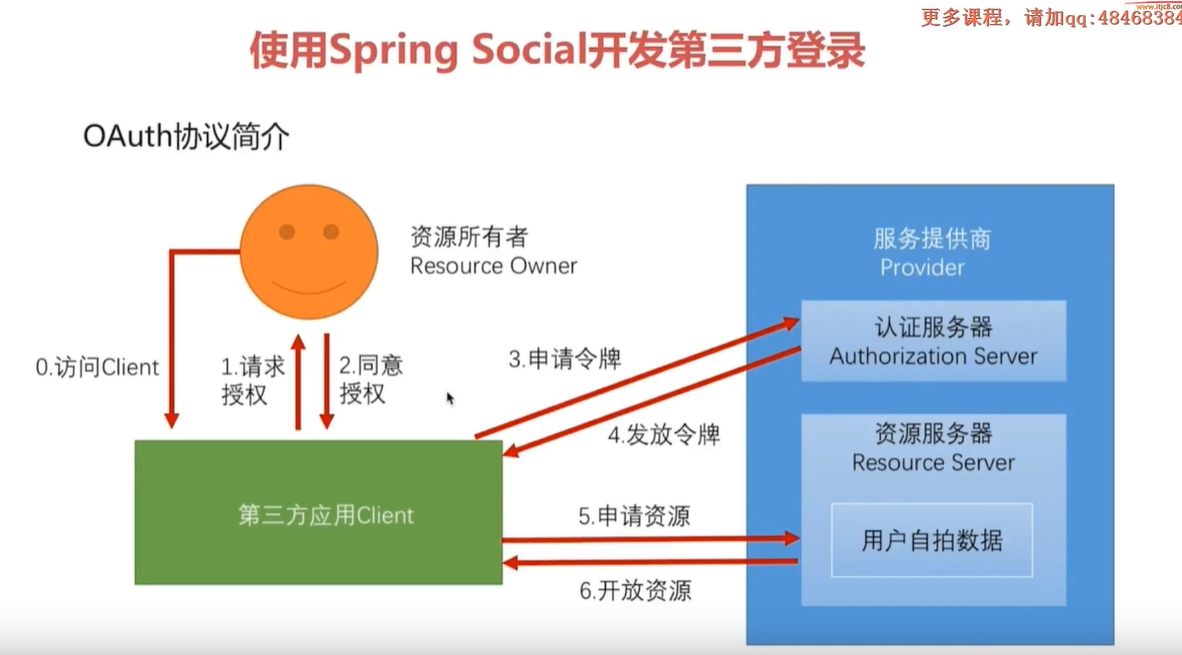 www.itjc8.com
更多课程，请加qq:48468384
使用Spring Social开发第三方登录
OAuth协议简介
资源所有者
Resource Owner
服务提供商
Provider
认证服务器
Authorization Server
0.访问Client
1.请求
授权
2.同意
授权
3.申请令牌
4.发放令牌
资源服务器
Resource Server
第三方应用Client
5.申请资源
用户自拍数据
6.开放资源